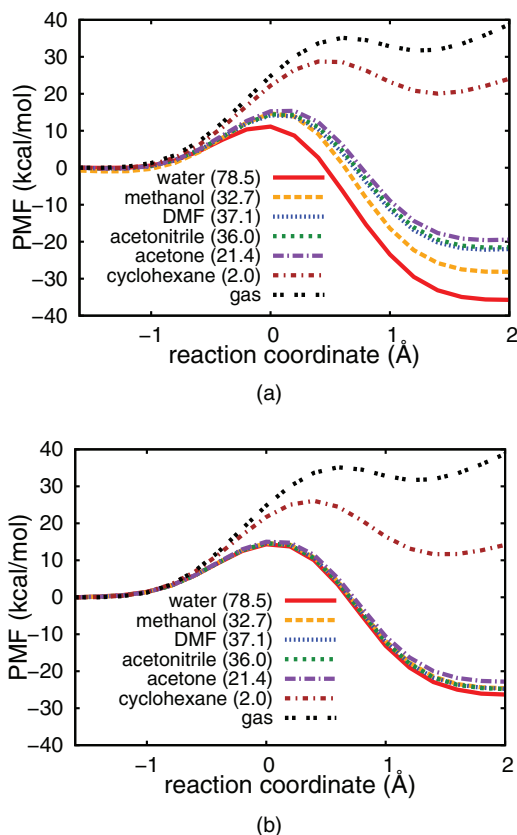 40
30
20
10
0
−10
−20
−30
−40
PMF (kcal/mol)
water (78.5)
methanol (32.7)
DMF (37.1)
acetonitrile (36.0)
acetone (21.4)
cyclohexane (2.0)
gas
−1 0 1 2
reaction coordinate (Å)
(a)
40
30
20
10
0
−10
−20
−30
−40
PMF (kcal/mol)
water (78.5)
methanol (32.7)
DMF (37.1)
acetonitrile (36.0)
acetone (21.4)
cyclohexane (2.0)
gas
−1 0 1 2
reaction coordinate (Å)
(b)